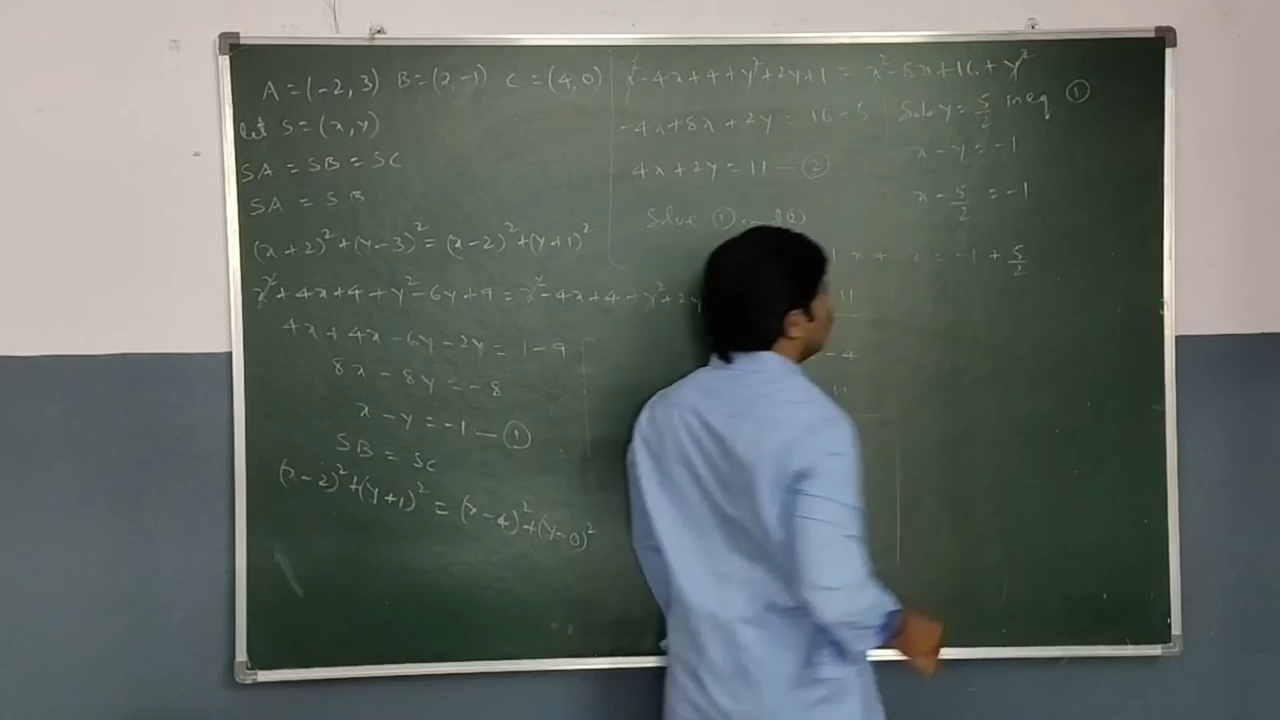 A = (-2, 3) B = (2, -1) C = (4, 0)
let S = (x, y)
SA = SB = SC
SA = SB
(x+2)² + (y-3)² = (x-2)² + (y+1)²
x² + 4x + 4 + y² - 6y + 9 = x² - 4x + 4 + y² + 2y
4x + 4x - 6y - 2y = 1 - 9
8x - 8y = -8
x - y = -1 — ①
SB = SC
(x-2)² + (y+1)² = (x-4)² + (y-0)²
x² - 4x + 4 + y² + 2y + 1 = x² - 8x + 16 + y²
-4x + 8x + 2y = 16 - 5
4x + 2y = 11 — ②
Solve ① and ②
11
-4
11
Sub y = 5/2 in eq ①
x - y = -1
x - 5/2 = -1
= -1 + 5/2